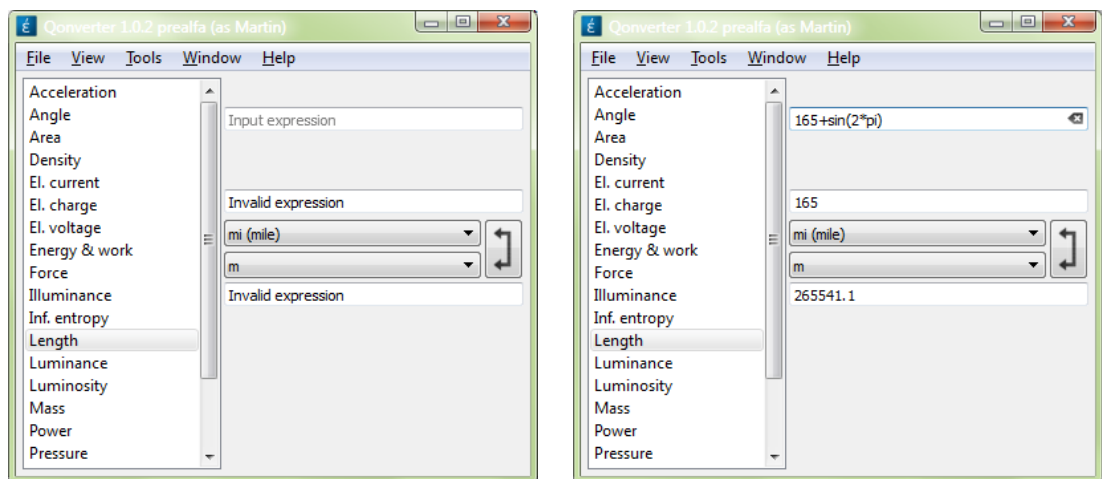 Qonverter 1.0.2 prealfa (as Martin)
File View Tools Window Help
Acceleration
Angle
Area
Density
El. current
El. charge
El. voltage
Energy & work
Force
Illuminance
Inf. entropy
Length
Luminance
Luminosity
Mass
Power
Pressure
Input expression
Invalid expression
mi (mile)
m
Invalid expression
Qonverter 1.0.2 prealfa (as Martin)
File View Tools Window Help
Acceleration
Angle
Area
Density
El. current
El. charge
El. voltage
Energy & work
Force
Illuminance
Inf. entropy
Length
Luminance
Luminosity
Mass
Power
Pressure
165+sin(2*pi)
165
mi (mile)
m
265541.1